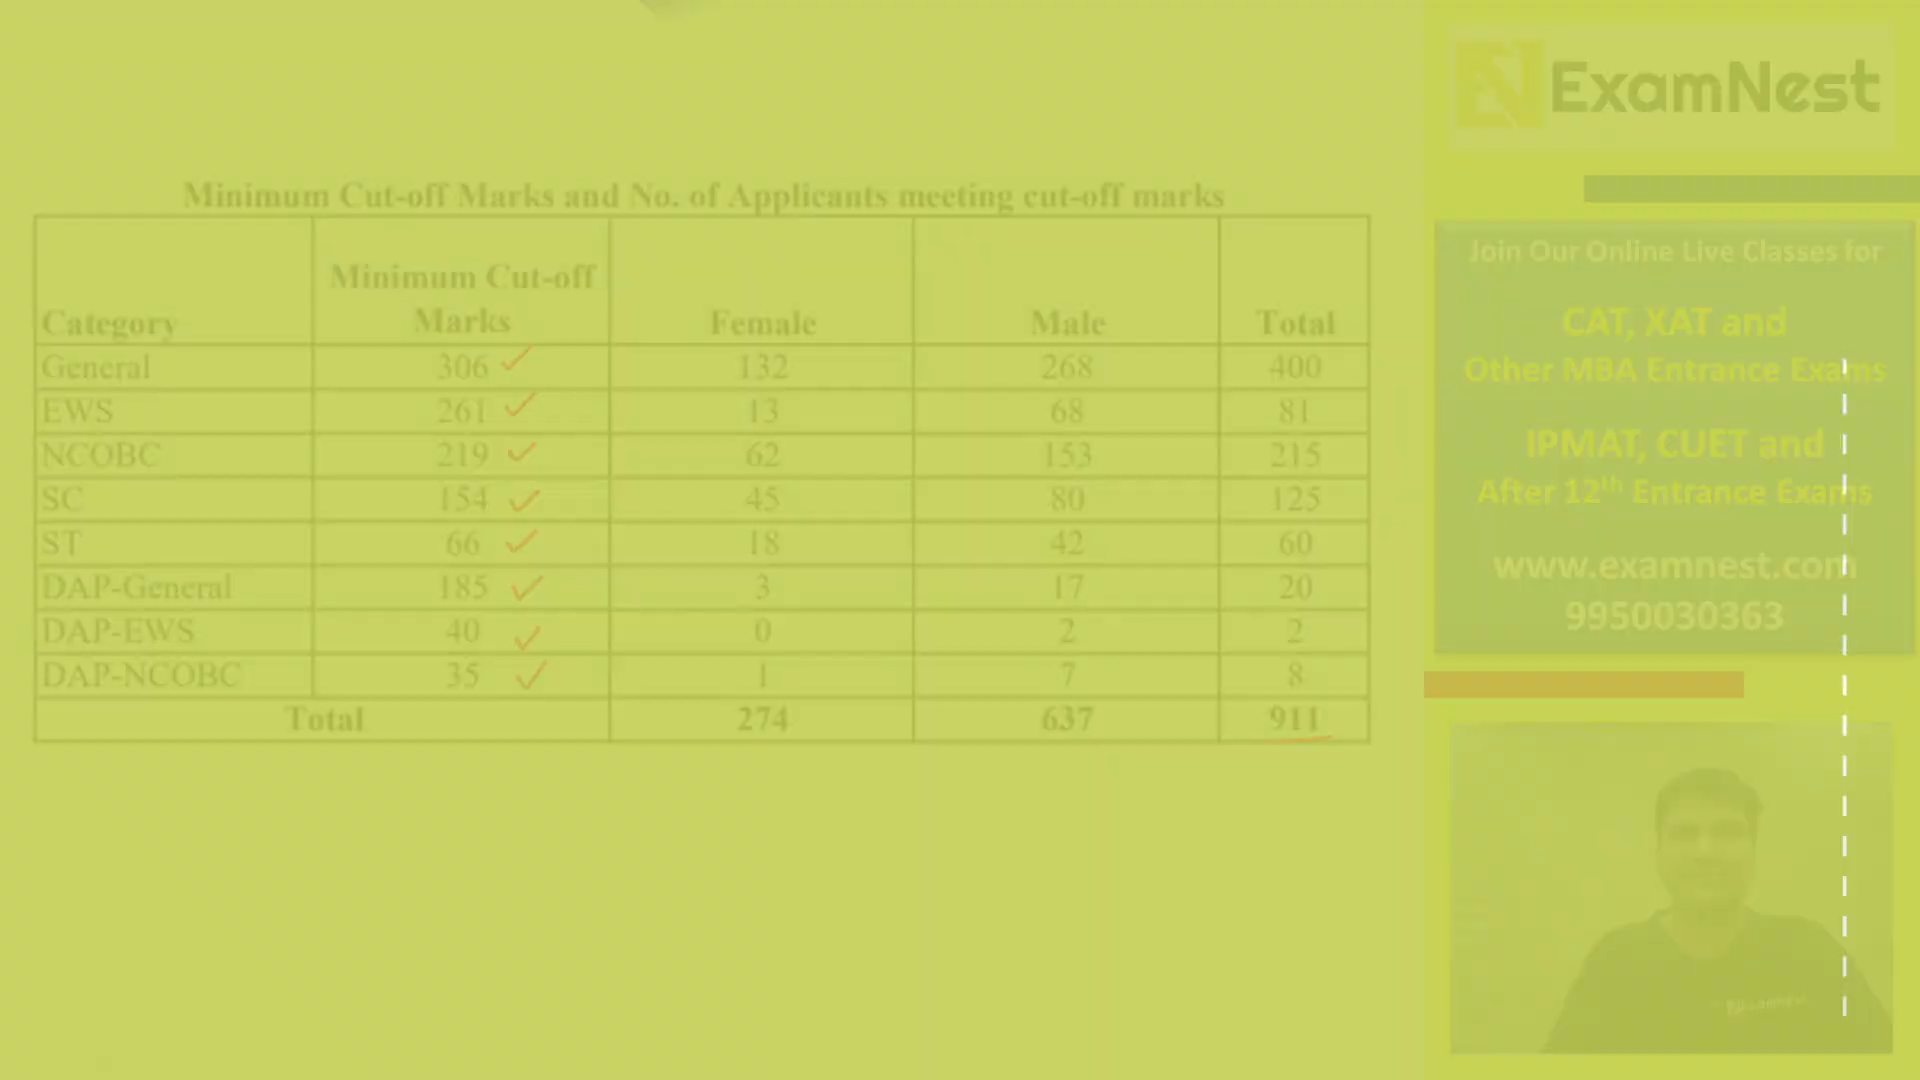 ExamNest
Minimum Cut-off Marks and No. of Applicants meeting cut-off marks
Category Minimum Cut-off Marks Female Male Total
General 306 132 268 400
EWS 261 13 68 81
NCOBC 219 62 153 215
SC 154 45 80 125
ST 66 18 42 60
DAP-General 185 3 17 20
DAP-EWS 40 0 2 2
DAP-NCOBC 35 1 7 8
Total 274 637 911
Join Our Online Live Classes for
CAT, XAT and
Other MBA Entrance Exams
IPMAT, CUET and
After 12th Entrance Exams
www.examnest.com
9950030363